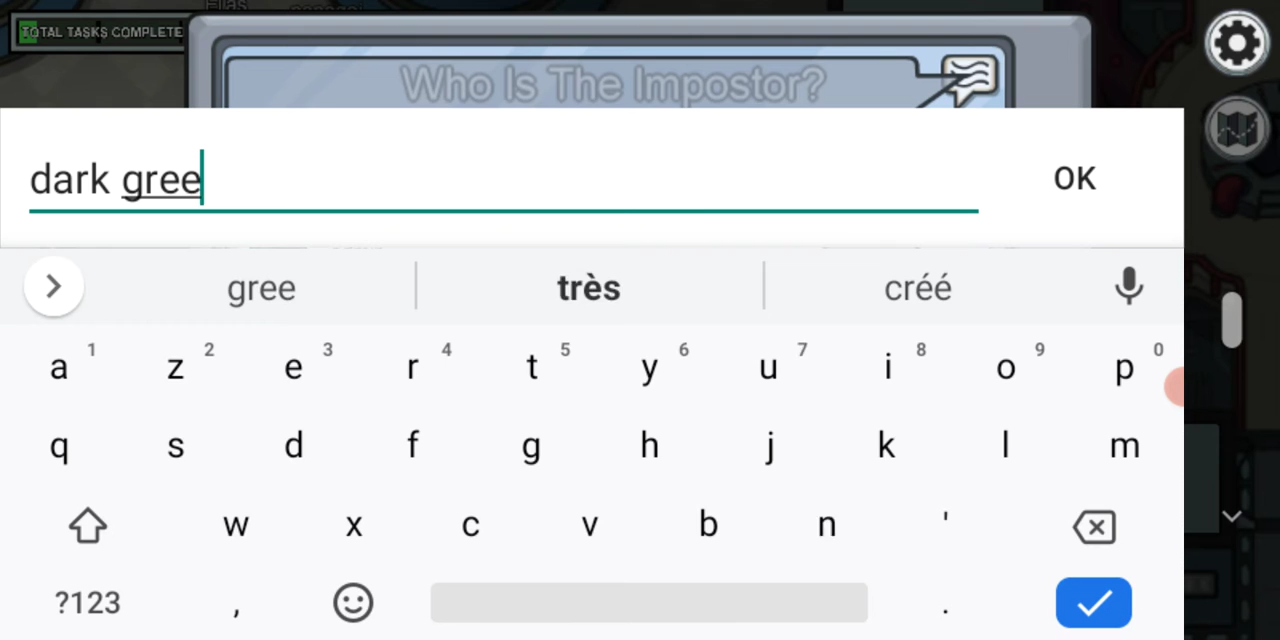 TOTAL TASKS COMPLETE
Who Is The Impostor?
dark gree
OK
gree très créé
a 1 z 2 e 3 r 4 t 5 y 6 u 7 i 8 o 9 p 0
q s d f g h j k l m
w x c v b n '
?123 , .